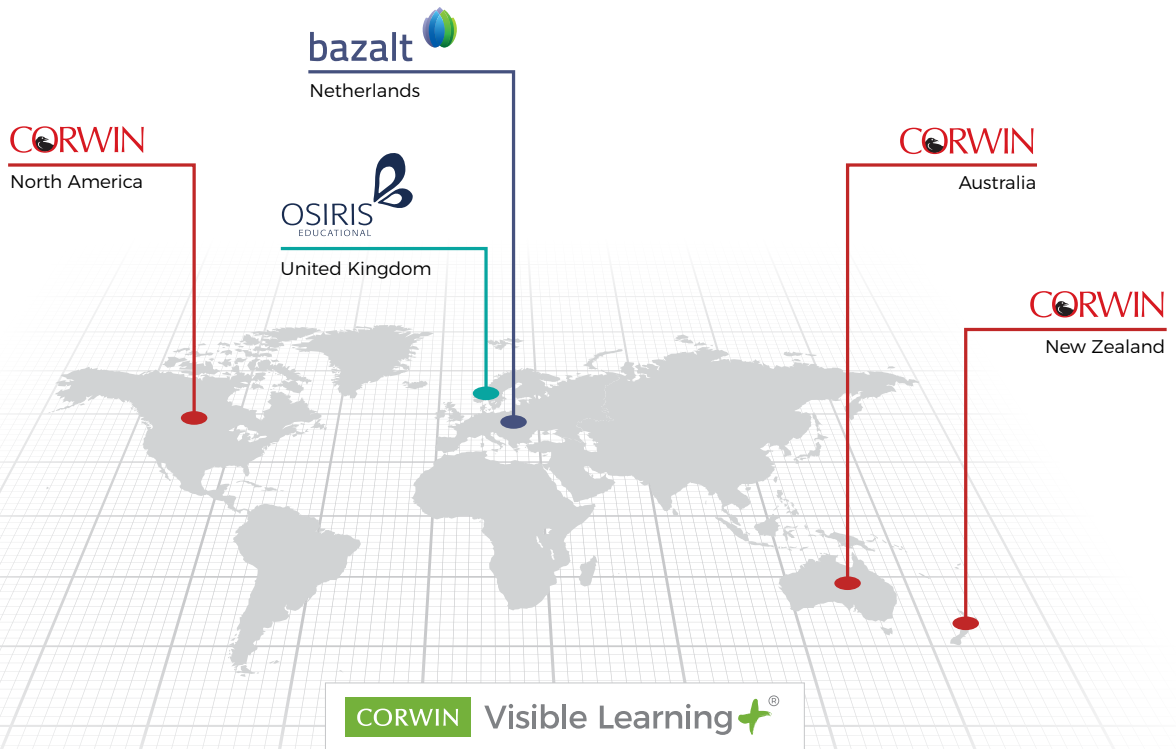 bazalt
Netherlands
CORWIN
North America
OSIRIS
EDUCATIONAL
United Kingdom
CORWIN
Australia
CORWIN
New Zealand
CORWIN Visible Learning+®